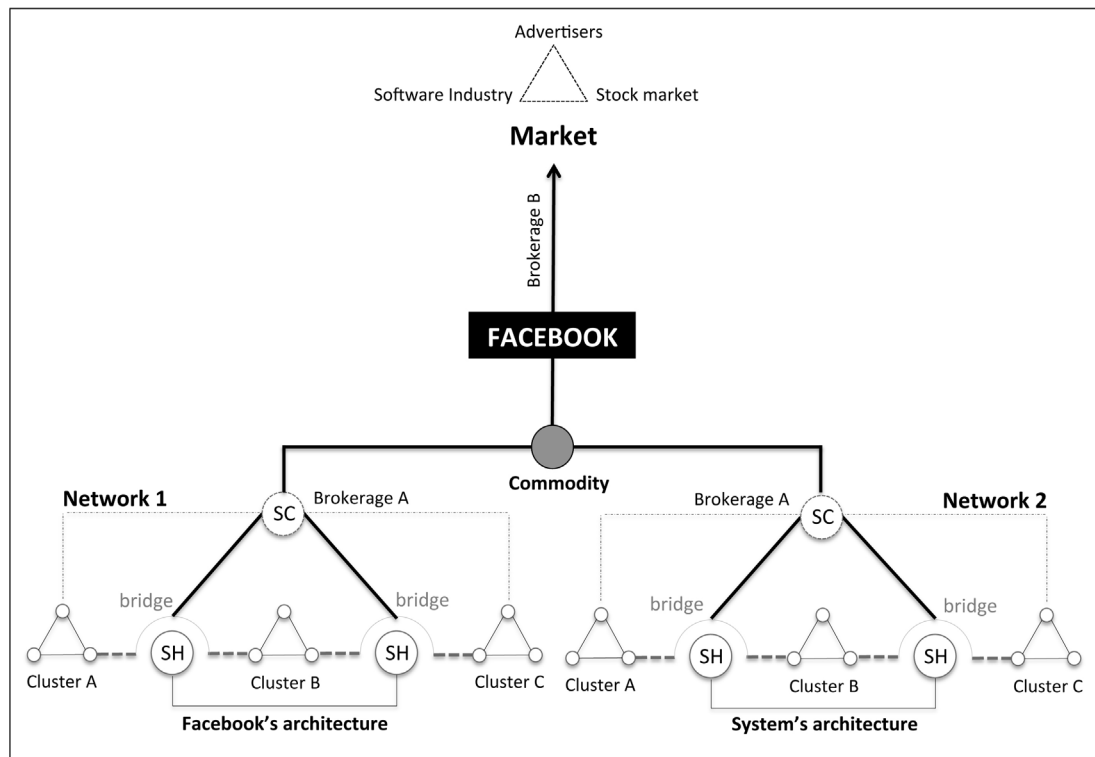 Advertisers
Software Industry
Stock market
Market
Brokerage B
FACEBOOK
Commodity
Network 1
Brokerage A
SC
Brokerage A
SC
Network 2
bridge
bridge
bridge
bridge
SH
SH
SH
SH
Cluster A
Cluster B
Cluster C
Cluster A
Cluster B
Cluster C
Facebook's architecture
System's architecture